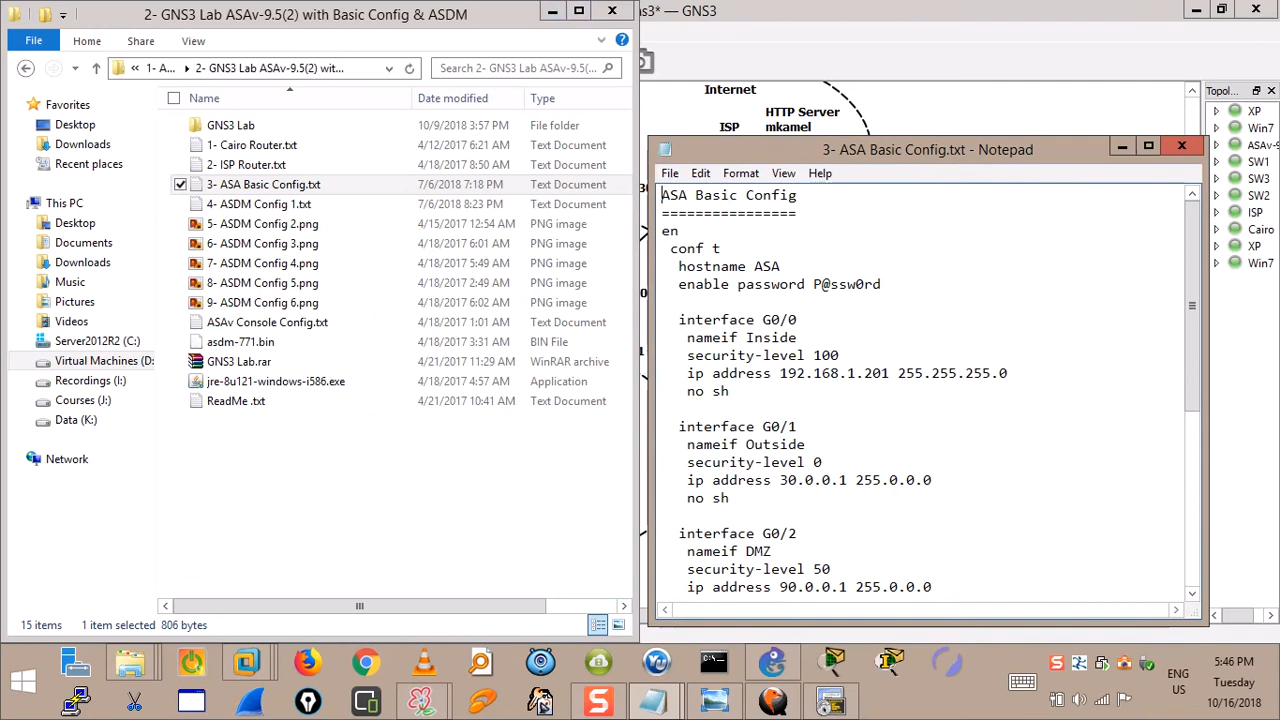 2- GNS3 Lab ASAv-9.5(2) with Basic Config & ASDM
File Home Share View
1- A... 2- GNS3 Lab ASAv-9.5(2) wit...
Search 2- GNS3 Lab ASAv-9.5(2)...
Favorites
Desktop
Downloads
Recent places
This PC
Desktop
Documents
Downloads
Music
Pictures
Videos
Server2012R2 (C:)
Virtual Machines (D:
Recordings (I:)
Courses (J:)
Data (K:)
Network
Name Date modified Type
GNS3 Lab 10/9/2018 3:57 PM File folder
1- Cairo Router.txt 4/12/2017 6:21 AM Text Document
2- ISP Router.txt 4/18/2017 8:50 AM Text Document
3- ASA Basic Config.txt 7/6/2018 7:18 PM Text Document
4- ASDM Config 1.txt 7/6/2018 8:23 PM Text Document
5- ASDM Config 2.png 4/15/2017 12:54 AM PNG image
6- ASDM Config 3.png 4/18/2017 6:01 AM PNG image
7- ASDM Config 4.png 4/18/2017 5:49 AM PNG image
8- ASDM Config 5.png 4/18/2017 2:49 AM PNG image
9- ASDM Config 6.png 4/18/2017 6:02 AM PNG image
ASAv Console Config.txt 4/18/2017 1:01 AM Text Document
asdm-771.bin 4/18/2017 3:31 AM BIN File
GNS3 Lab.rar 4/21/2017 11:29 AM WinRAR archive
jre-8u121-windows-i586.exe 4/18/2017 4:57 AM Application
ReadMe .txt 4/21/2017 10:41 AM Text Document
15 items 1 item selected 806 bytes
ns3* — GNS3
Internet
HTTP Server
ISP mkamel
Topol...
XP
Win7
ASAv-9
SW1
SW3
SW2
ISP
Cairo
XP
Win7
3- ASA Basic Config.txt - Notepad
File Edit Format View Help
ASA Basic Config
================
en
conf t
hostname ASA
enable password P@ssw0rd
interface G0/0
nameif Inside
security-level 100
ip address 192.168.1.201 255.255.255.0
no sh
interface G0/1
nameif Outside
security-level 0
ip address 30.0.0.1 255.0.0.0
no sh
interface G0/2
nameif DMZ
security-level 50
ip address 90.0.0.1 255.0.0.0
ENG
US
5:46 PM
Tuesday
10/16/2018